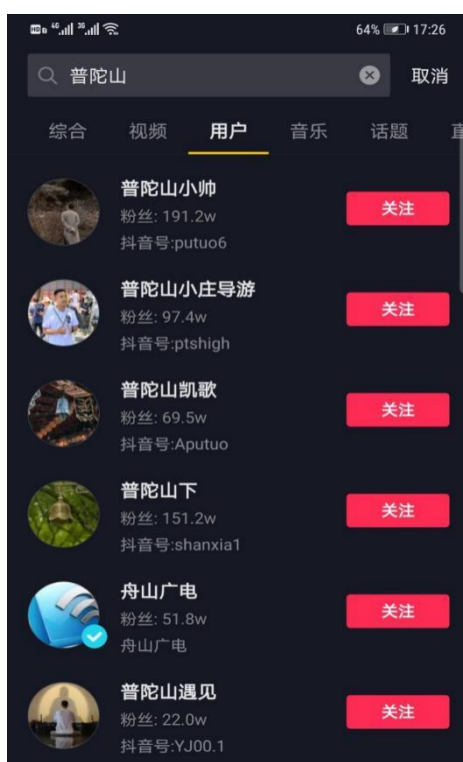 HD B 4G 3G 64% 17:26
普陀山 取消
综合 视频 用户 音乐 话题
普陀山小帅
粉丝: 191.2w 关注
抖音号:putuo6
普陀山小庄导游
粉丝: 97.4w 关注
抖音号:ptshigh
普陀山凯歌
粉丝: 69.5w 关注
抖音号:Aputuo
普陀山下
粉丝: 151.2w 关注
抖音号:shanxia1
舟山广电
粉丝: 51.8w 关注
舟山广电
普陀山遇见
粉丝: 22.0w 关注
抖音号:YJ00.1